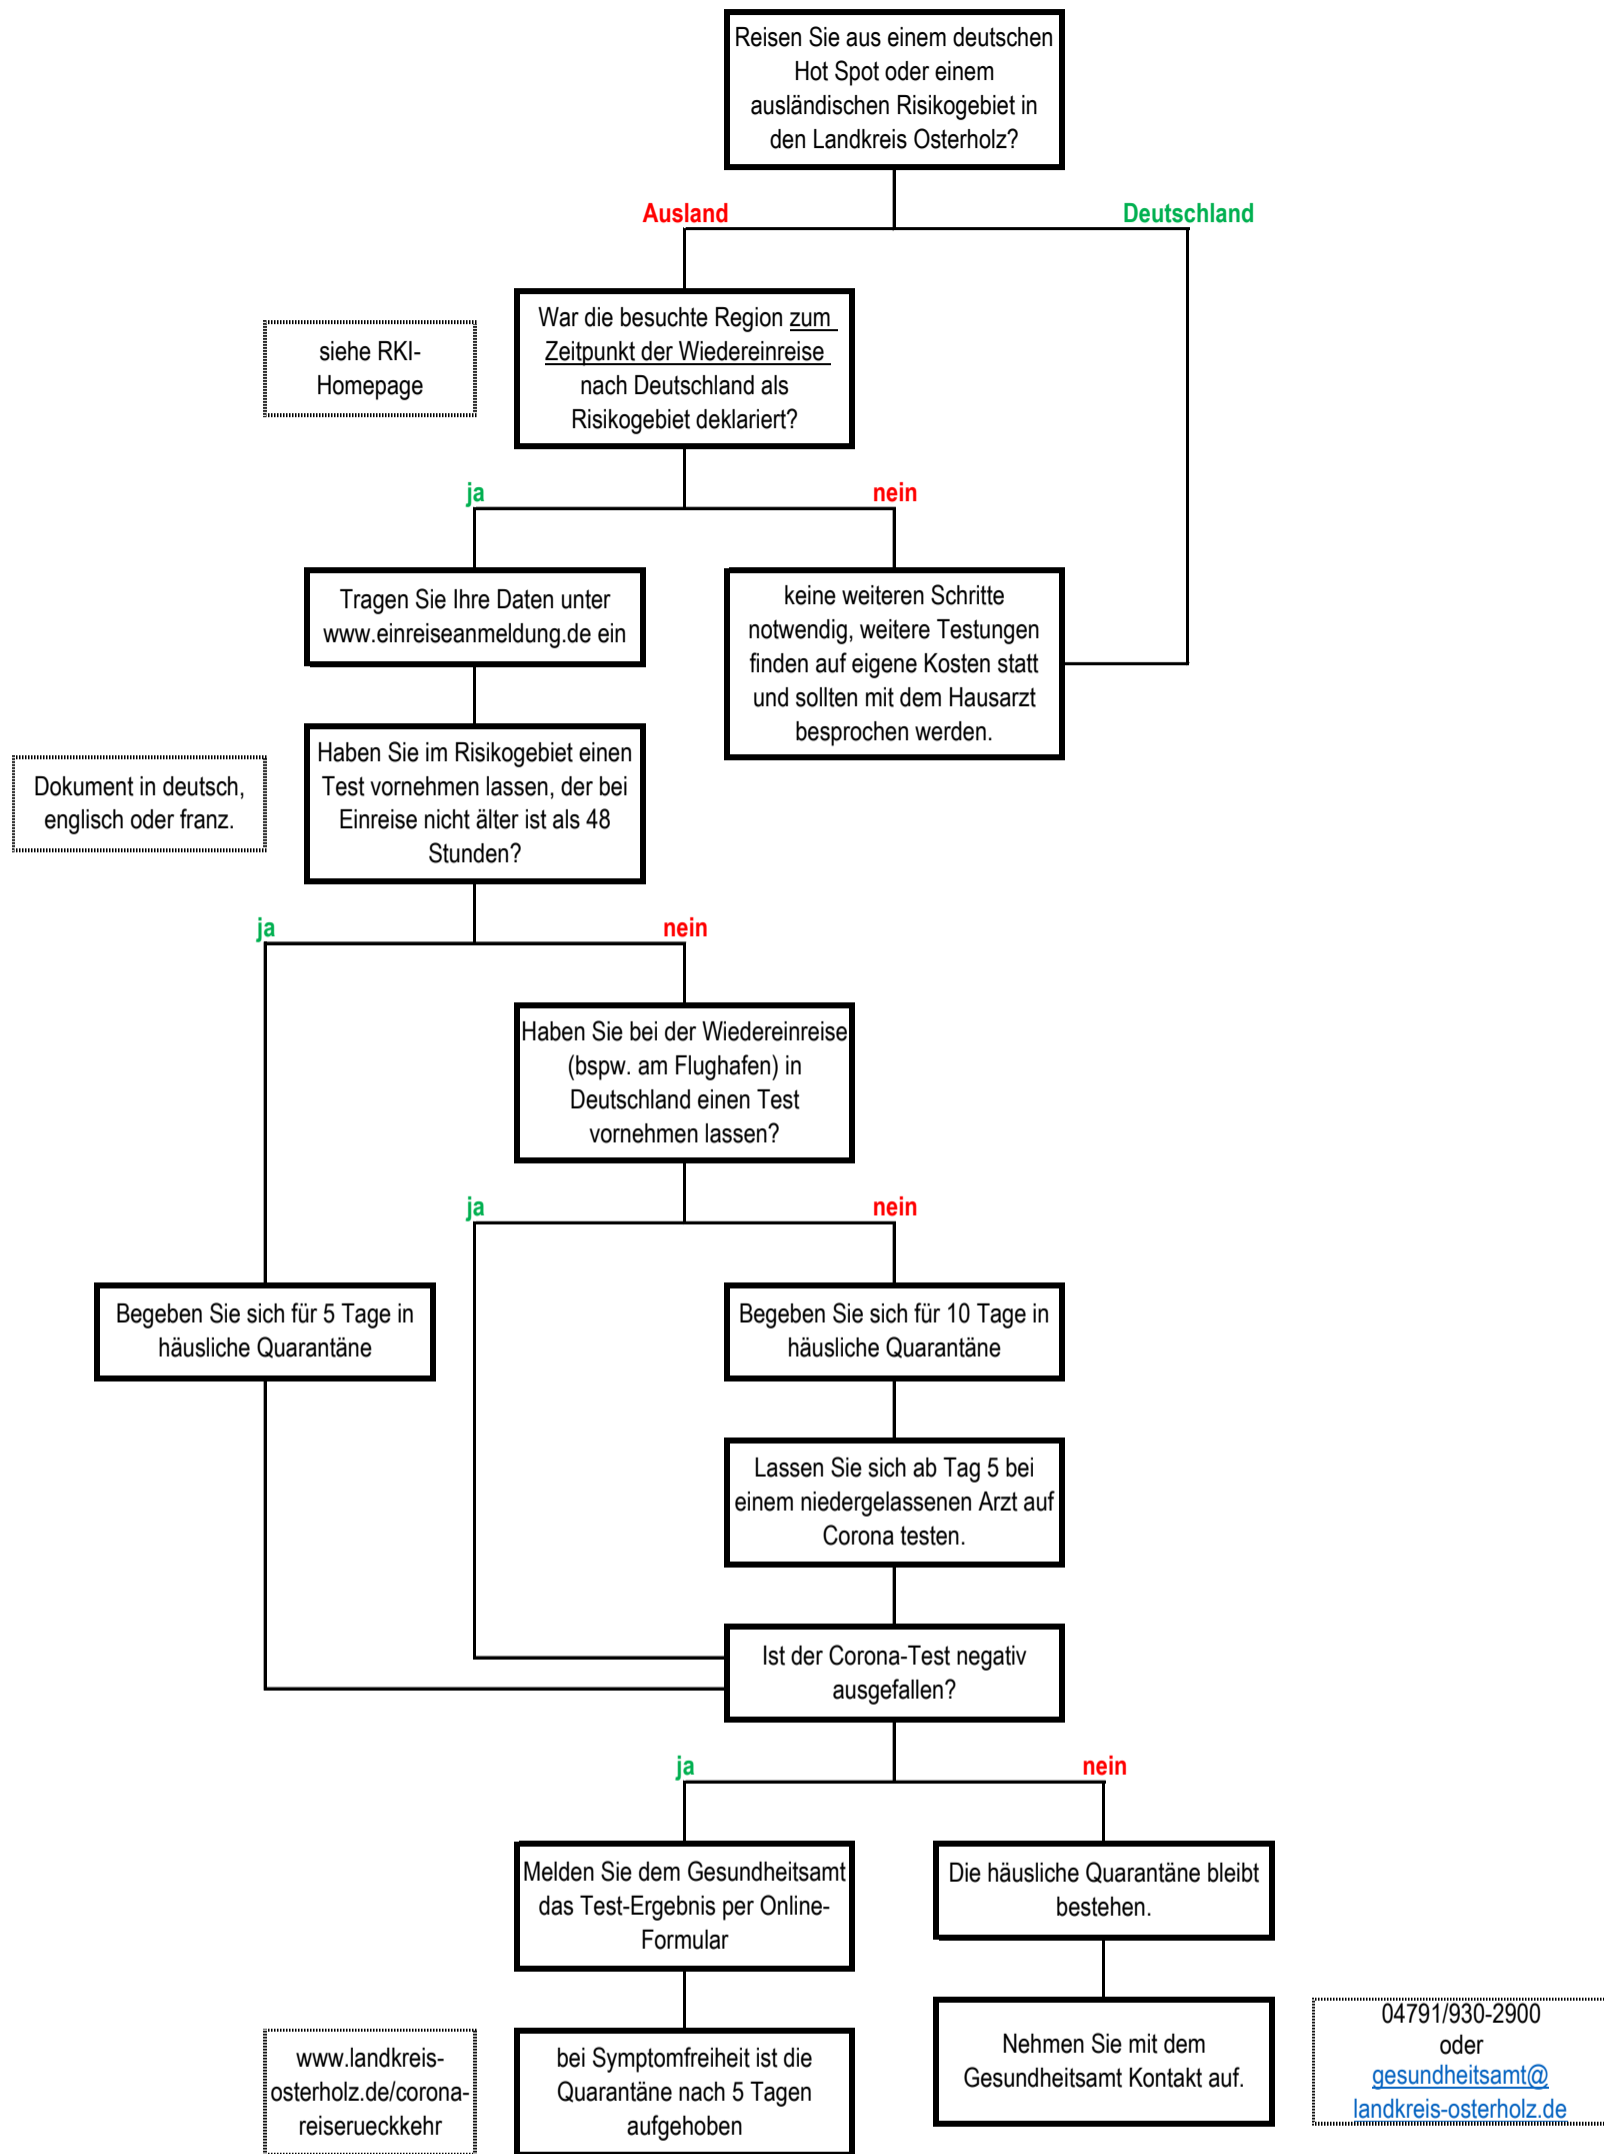 Reisen Sie aus einem deutschen
Hot Spot oder einem
ausländischen Risikogebiet in
den Landkreis Osterholz?
Ausland
Deutschland
siehe RKI-
Homepage
War die besuchte Region zum
Zeitpunkt der Wiedereinreise
nach Deutschland als
Risikogebiet deklariert?
ja
nein
Tragen Sie Ihre Daten unter
www.einreiseanmeldung.de ein
keine weiteren Schritte
notwendig, weitere Testungen
finden auf eigene Kosten statt
und sollten mit dem Hausarzt
besprochen werden.
Dokument in deutsch,
englisch oder franz.
Haben Sie im Risikogebiet einen
Test vornehmen lassen, der bei
Einreise nicht älter ist als 48
Stunden?
ja
nein
Haben Sie bei der Wiedereinreise
(bspw. am Flughafen) in
Deutschland einen Test
vornehmen lassen?
ja
nein
Begeben Sie sich für 5 Tage in
häusliche Quarantäne
Begeben Sie sich für 10 Tage in
häusliche Quarantäne
Lassen Sie sich ab Tag 5 bei
einem niedergelassenen Arzt auf
Corona testen.
Ist der Corona-Test negativ
ausgefallen?
ja
nein
Melden Sie dem Gesundheitsamt
das Test-Ergebnis per Online-
Formular
Die häusliche Quarantäne bleibt
bestehen.
www.landkreis-
osterholz.de/corona-
reiserueckkehr
bei Symptomfreiheit ist die
Quarantäne nach 5 Tagen
aufgehoben
Nehmen Sie mit dem
Gesundheitsamt Kontakt auf.
04791/930-2900
oder
gesundheitsamt@
landkreis-osterholz.de